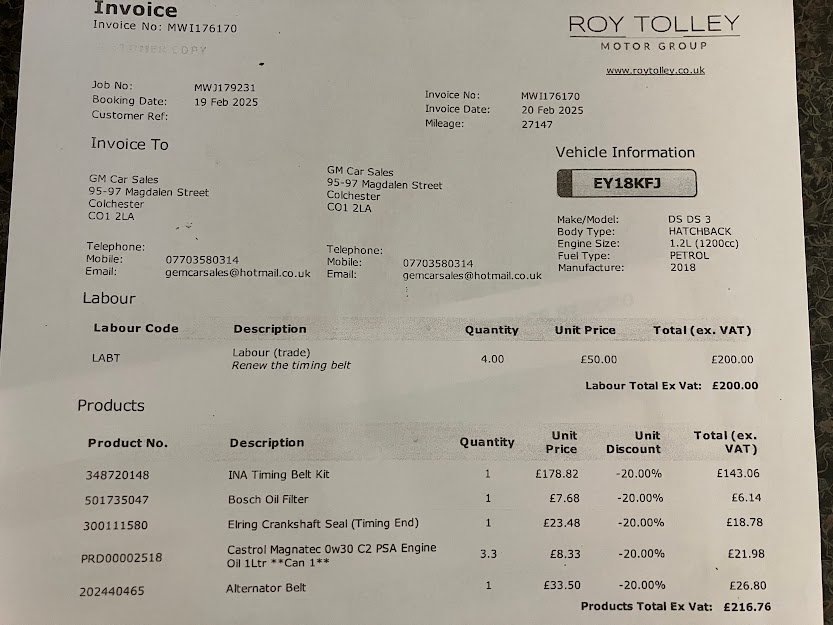 Invoice
Invoice No: MWI176170
CUSTOMER COPY
ROY TOLLEY
MOTOR GROUP
www.roytolley.co.uk
Job No: MWJ179231
Booking Date: 19 Feb 2025
Customer Ref:
Invoice No: MWI176170
Invoice Date: 20 Feb 2025
Mileage: 27147
Invoice To
GM Car Sales
95-97 Magdalen Street
Colchester
CO1 2LA
Telephone:
Mobile: 07703580314
Email: gemcarsales@hotmail.co.uk
GM Car Sales
95-97 Magdalen Street
Colchester
CO1 2LA
Telephone:
Mobile: 07703580314
Email: gemcarsales@hotmail.co.uk
Vehicle Information
EY18KFJ
Make/Model: DS DS 3
Body Type: HATCHBACK
Engine Size: 1.2L (1200cc)
Fuel Type: PETROL
Manufacture: 2018
Labour
Labour Code Description Quantity Unit Price Total (ex. VAT)
LABT Labour (trade) 4.00 £50.00 £200.00
Renew the timing belt
Labour Total Ex Vat: £200.00
Products
Product No. Description Quantity Unit Price Unit Discount Total (ex. VAT)
348720148 INA Timing Belt Kit 1 £178.82 -20.00% £143.06
501735047 Bosch Oil Filter 1 £7.68 -20.00% £6.14
300111580 Elring Crankshaft Seal (Timing End) 1 £23.48 -20.00% £18.78
PRD00002518 Castrol Magnatec 0w30 C2 PSA Engine 3.3 £8.33 -20.00% £21.98
Oil 1Ltr **Can 1**
202440465 Alternator Belt 1 £33.50 -20.00% £26.80
Products Total Ex Vat: £216.76